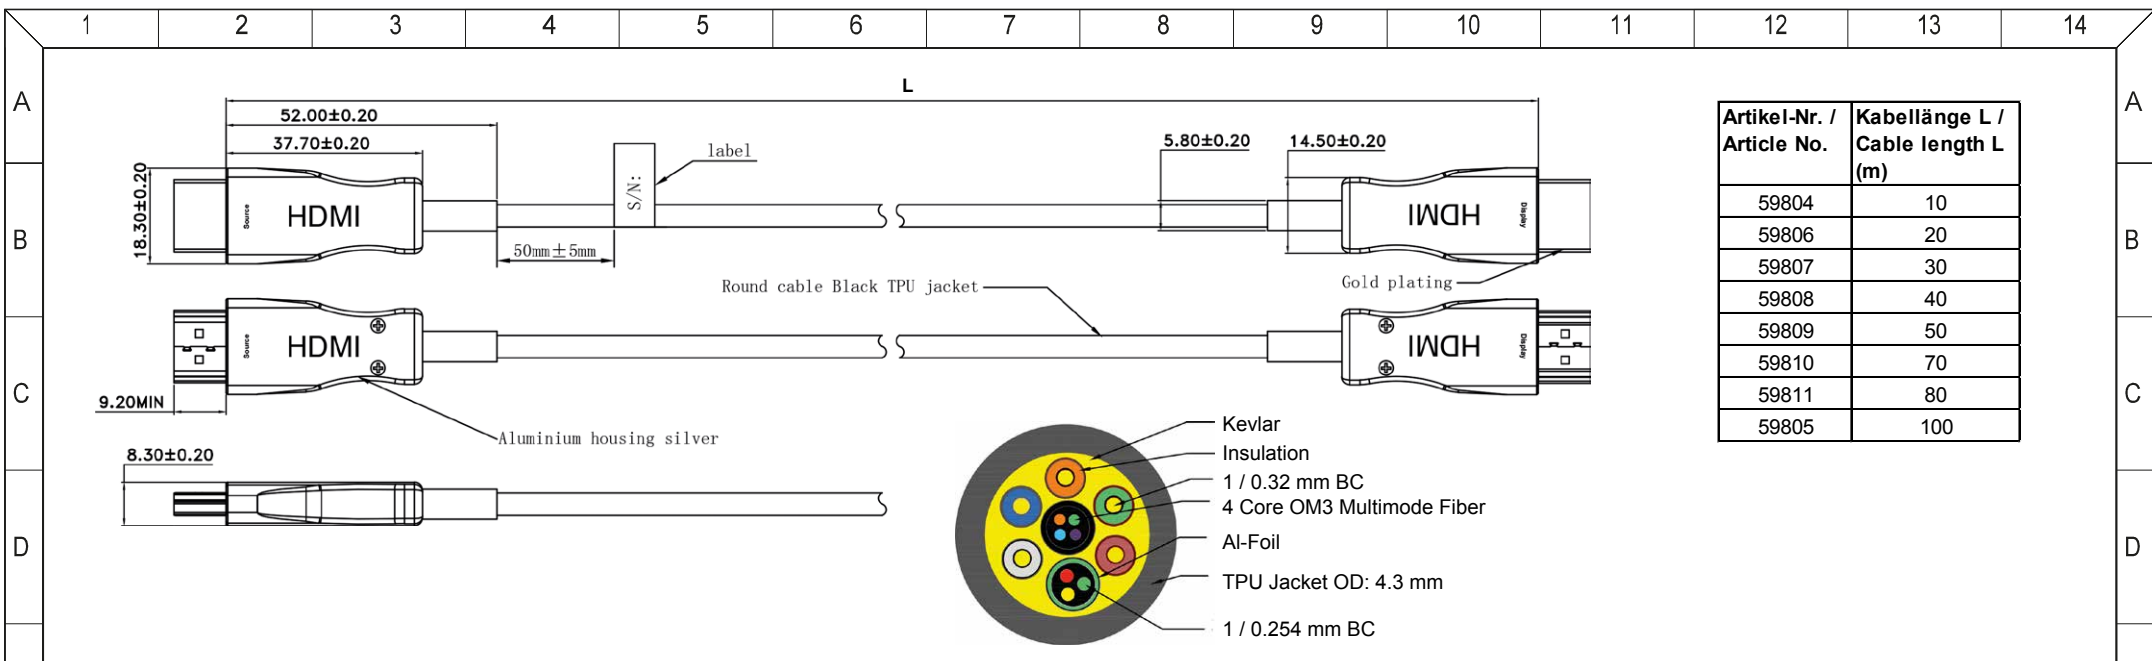 1 2 3 4 5 6 7 8 9 10 11 12 13 14
A A
L
52.00±0.20
37.70±0.20
18.30±0.20
label
S/N:
5.80±0.20
14.50±0.20
Source
HDMI
HDMI
Display
50mm±5mm
B B
Round cable Black TPU jacket
Gold plating
Source
HDMI
HDMI
Display
9.20MIN
C C
Aluminium housing silver
8.30±0.20
D D
Kevlar
Insulation
1 / 0.32 mm BC
4 Core OM3 Multimode Fiber
Al-Foil
TPU Jacket OD: 4.3 mm
1 / 0.254 mm BC
Artikel-Nr. / Article No.
Kabellänge L / Cable length L (m)
59804 10
59806 20
59807 30
59808 40
59809 50
59810 70
59811 80
59805 100